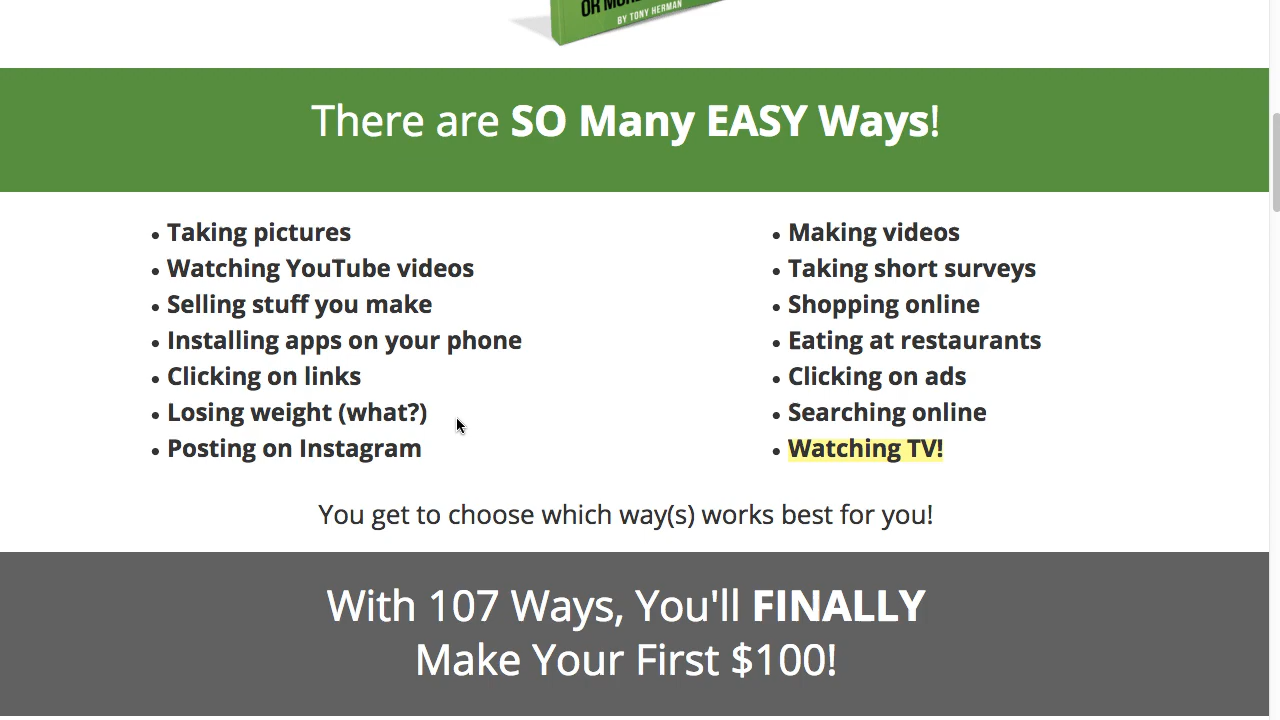 OR MORE
BY TONY HERMAN
There are SO Many EASY Ways!
• Taking pictures
• Watching YouTube videos
• Selling stuff you make
• Installing apps on your phone
• Clicking on links
• Losing weight (what?)
• Posting on Instagram
• Making videos
• Taking short surveys
• Shopping online
• Eating at restaurants
• Clicking on ads
• Searching online
• Watching TV!
You get to choose which way(s) works best for you!
With 107 Ways, You'll FINALLY
Make Your First $100!